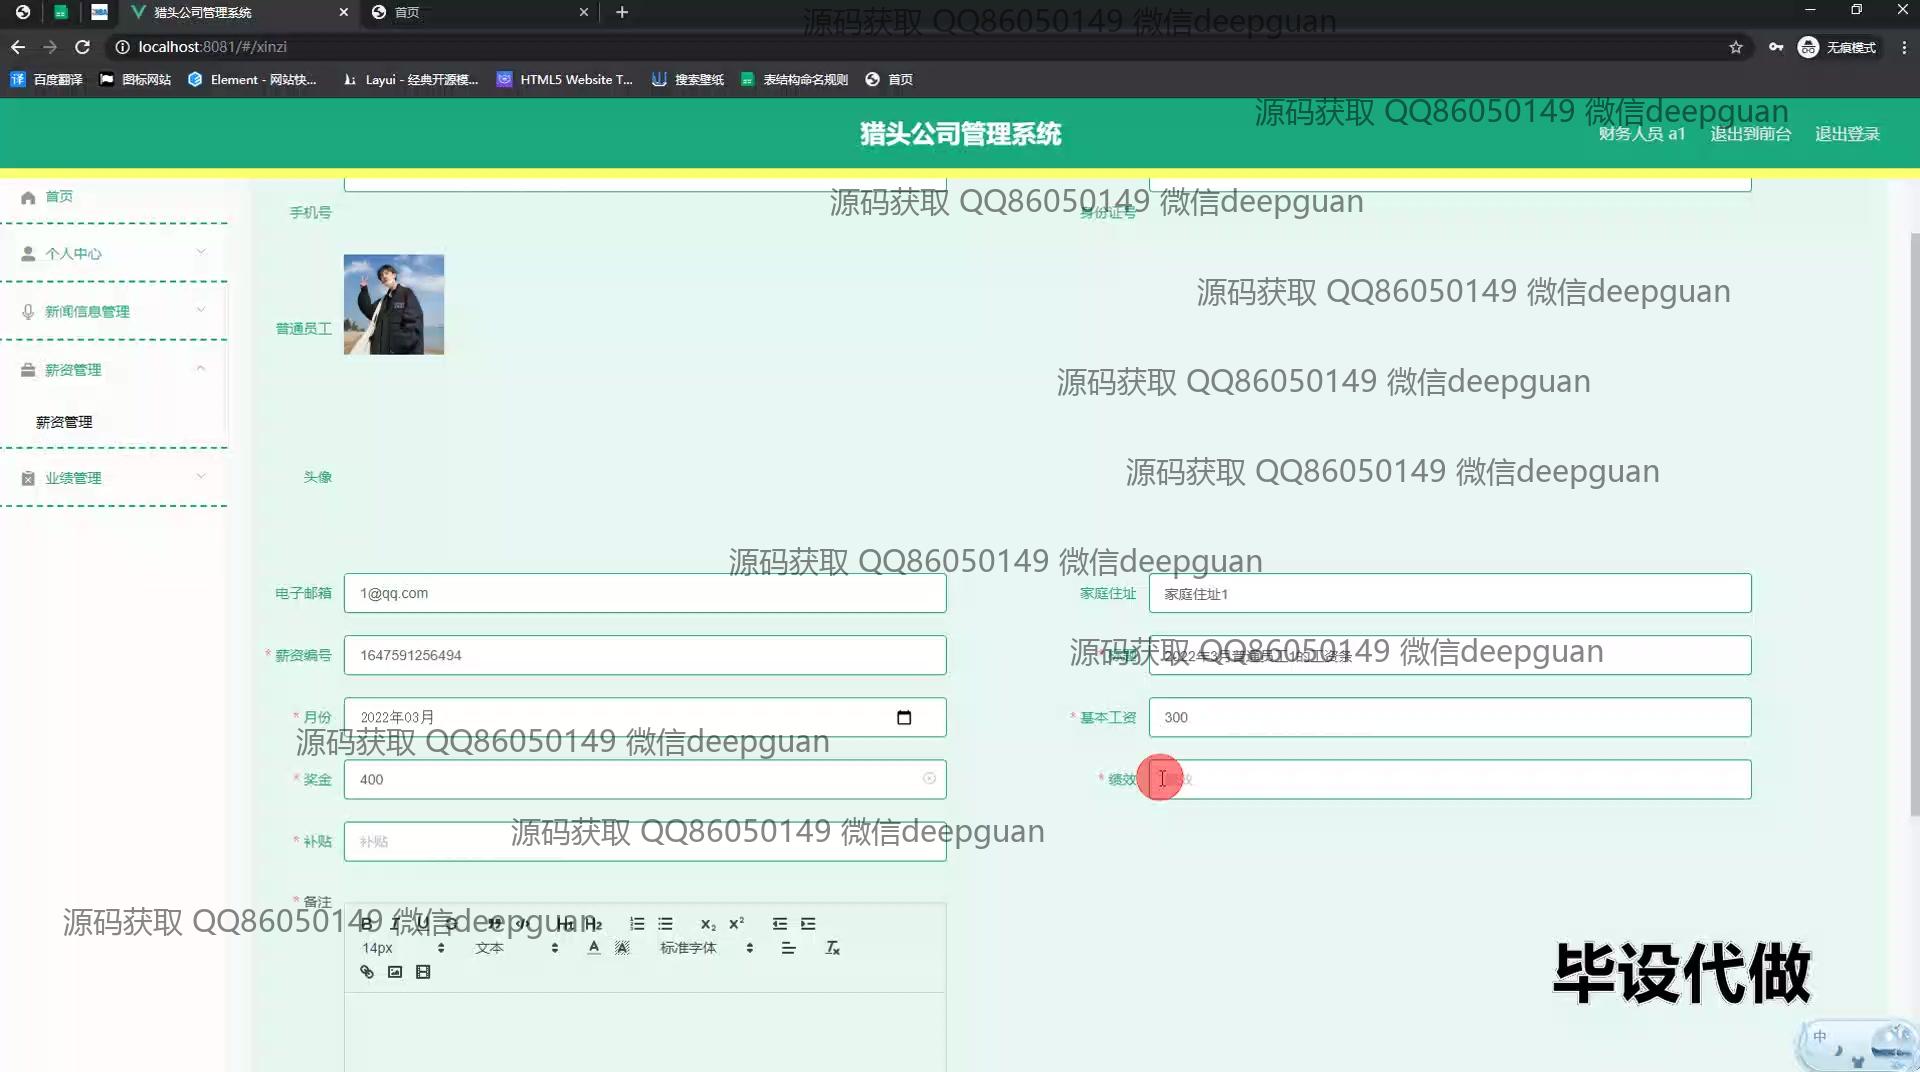 猎头公司管理系统
首页
localhost:8081/#/xinzi
无痕模式
百度翻译
图标网站
Element - 网站快...
Layui - 经典开源模...
HTML5 Website T...
搜索壁纸
表结构命名规则
首页
源码获取 QQ86050149 微信deepguan
源码获取 QQ86050149 微信deepguan
猎头公司管理系统
财务人员 a1
退出到前台
退出登录
首页
个人中心
新闻信息管理
薪资管理
薪资管理
业绩管理
源码获取 QQ86050149 微信deepguan
手机号
身份证号
源码获取 QQ86050149 微信deepguan
普通员工
源码获取 QQ86050149 微信deepguan
头像
源码获取 QQ86050149 微信deepguan
源码获取 QQ86050149 微信deepguan
电子邮箱
1@qq.com
家庭住址
家庭住址1
* 薪资编号
1647591256494
2022年3月普通员工1的工资条
源码获取 QQ86050149 微信deepguan
* 月份
2022年03月
* 基本工资
300
源码获取 QQ86050149 微信deepguan
* 奖金
400
* 绩效
* 补贴
补贴
源码获取 QQ86050149 微信deepguan
* 备注
源码获取 QQ86050149 微信deepguan
B I U S H1 H2 x₂ x²
14px
文本
标准字体
毕设代做
中